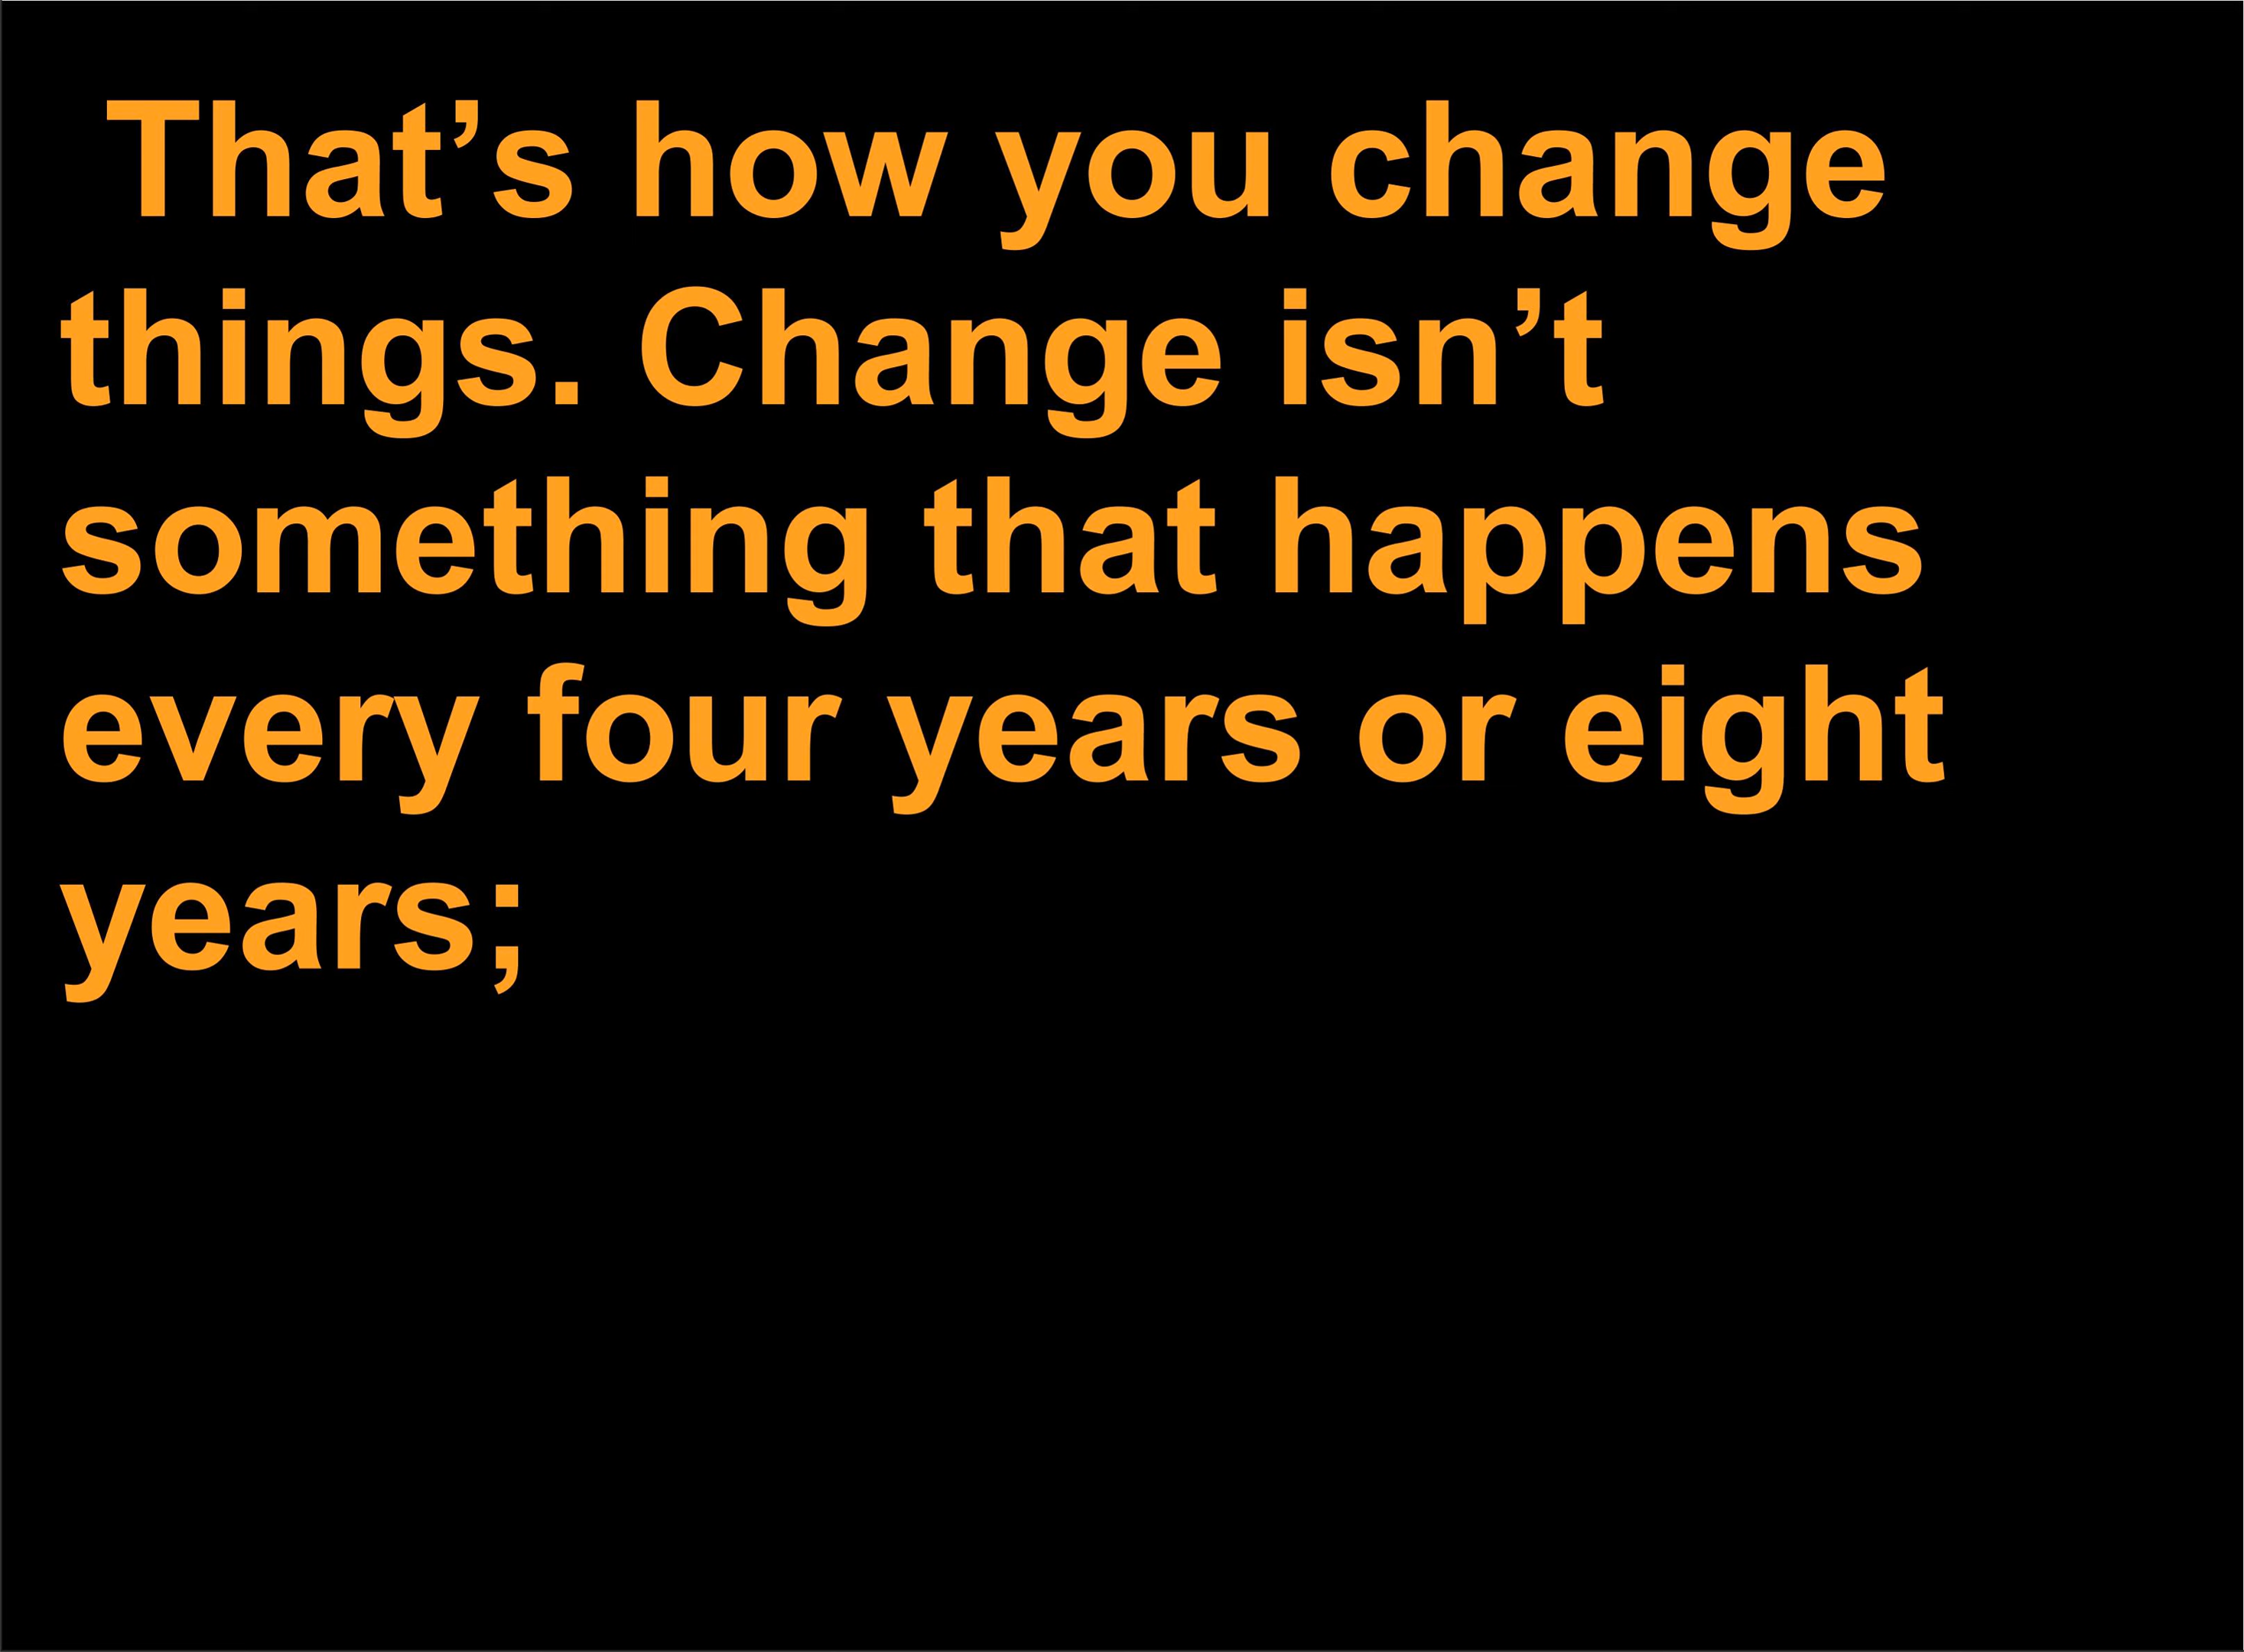 That’s how you change
things. Change isn’t
something that happens
every four years or eight
years;